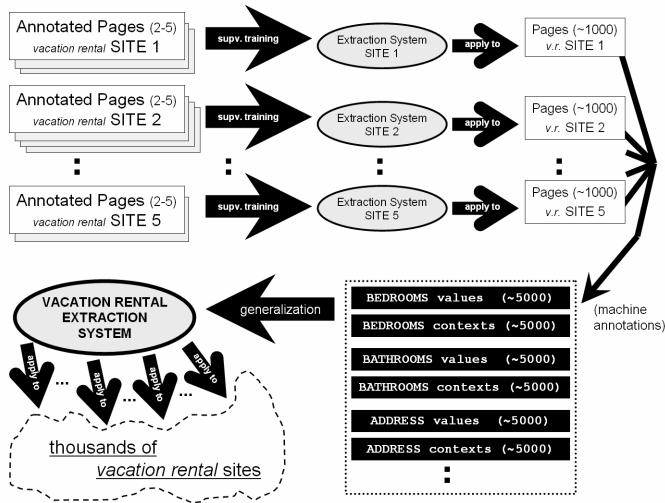 Annotated Pages (2-5)
vacation rental SITE 1
supv. training
Extraction System
SITE 1
apply to
Pages (~1000)
v.r. SITE 1
Annotated Pages (2-5)
vacation rental SITE 2
supv. training
Extraction System
SITE 2
apply to
Pages (~1000)
v.r. SITE 2
Annotated Pages (2-5)
vacation rental SITE 5
supv. training
Extraction System
SITE 5
apply to
Pages (~1000)
v.r. SITE 5
(machine
annotations)
BEDROOMS values (~5000)
BEDROOMS contexts (~5000)
BATHROOMS values (~5000)
BATHROOMS contexts (~5000)
ADDRESS values (~5000)
ADDRESS contexts (~5000)
generalization
VACATION RENTAL
EXTRACTION
SYSTEM
apply to
...
apply to
...
apply to
...
apply to
thousands of
vacation rental sites